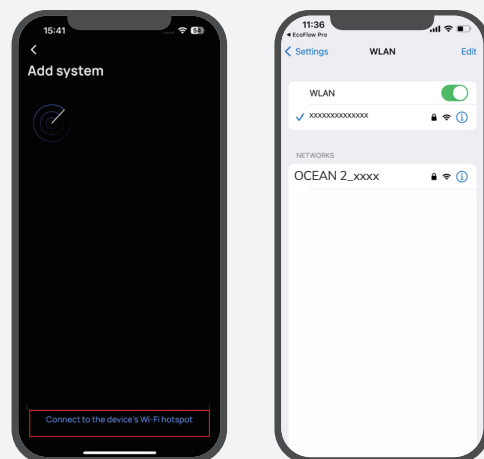 15:41
64
Add system
Connect to the device's Wi-Fi hotspot
11:36
◀ EcoFlow Pro
Settings
WLAN
Edit
WLAN
xxxxxxxxxxxxxx
NETWORKS
OCEAN 2_xxxx